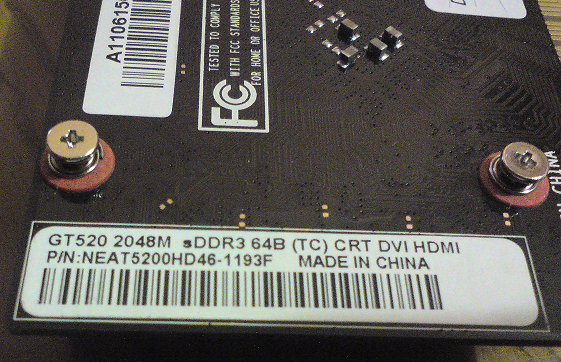 A110615
TESTED TO COMPLY
WITH FCC STANDARDS
FOR HOME OR OFFICE USE
FC
CHINA
GT520 2048M sDDR3 64B (TC) CRT DVI HDMI
P/N:NEAT5200HD46-1193F MADE IN CHINA